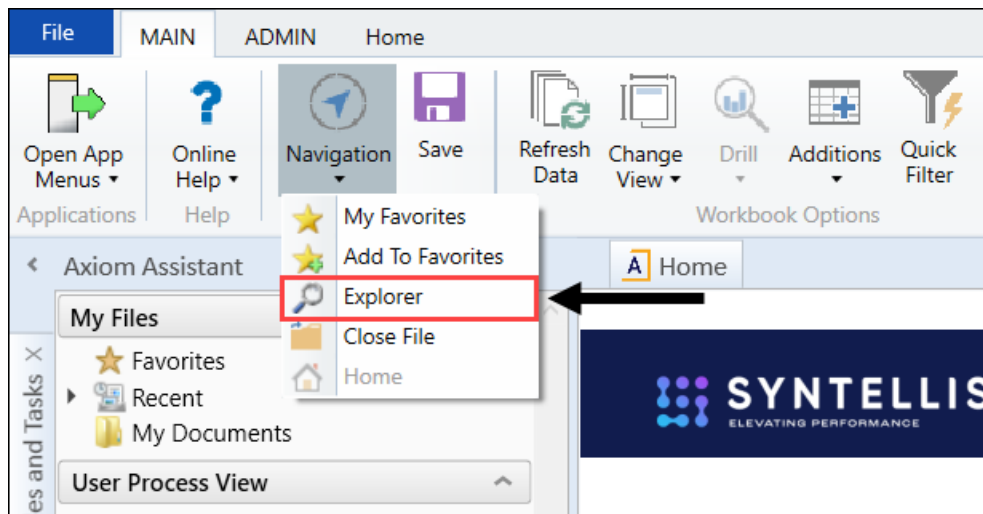 File
MAIN
ADMIN
Home
Open App
Menus
Online
Help
Navigation
Save
Refresh
Data
Change
View
Drill
Additions
Quick
Filter
Applications
Help
Workbook Options
My Favorites
Add To Favorites
Explorer
Close File
Home
Axiom Assistant
A Home
My Files
Favorites
Recent
My Documents
User Process View
es and Tasks
SYNTELLIS
ELEVATING PERFORMANCE